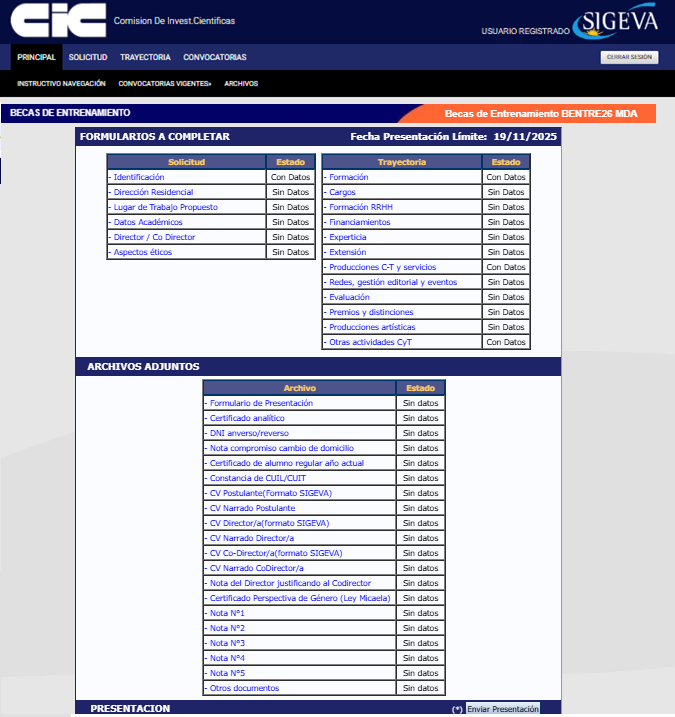 CIC Comision De Invest.Cientificas
USUARIO REGISTRADO SIGEVA
PRINCIPAL SOLICITUD TRAYECTORIA CONVOCATORIAS CERRAR SESIÓN
INSTRUCTIVO NAVEGACIÓN CONVOCATORIAS VIGENTES» ARCHIVOS
BECAS DE ENTRENAMIENTO Becas de Entrenamiento BENTRE26 MDA
FORMULARIOS A COMPLETAR Fecha Presentación Límite: 19/11/2025
Solicitud Estado
- Identificación Con Datos
- Dirección Residencial Sin Datos
- Lugar de Trabajo Propuesto Sin Datos
- Datos Académicos Sin Datos
- Director / Co Director Sin Datos
- Aspectos éticos Sin Datos
Trayectoria Estado
- Formación Con Datos
- Cargos Sin Datos
- Formación RRHH Sin Datos
- Financiamientos Sin Datos
- Experticia Sin Datos
- Extensión Sin Datos
- Producciones C-T y servicios Con Datos
- Redes, gestión editorial y eventos Sin Datos
- Evaluación Sin Datos
- Premios y distinciones Sin Datos
- Producciones artísticas Sin Datos
- Otras actividades CyT Con Datos
ARCHIVOS ADJUNTOS
Archivo Estado
- Formulario de Presentación Sin datos
- Certificado analítico Sin datos
- DNI anverso/reverso Sin datos
- Nota compromiso cambio de domicilio Sin datos
- Certificado de alumno regular año actual Sin datos
- Constancia de CUIL/CUIT Sin datos
- CV Postulante(Formato SIGEVA) Sin datos
- CV Narrado Postulante Sin datos
- CV Director/a(formato SIGEVA) Sin datos
- CV Narrado Director/a Sin datos
- CV Co-Director/a(formato SIGEVA) Sin datos
- CV Narrado CoDirector/a Sin datos
- Nota del Director justificando al Codirector Sin datos
- Certificado Perspectiva de Género (Ley Micaela) Sin datos
- Nota Nº1 Sin datos
- Nota Nº2 Sin datos
- Nota Nº3 Sin datos
- Nota Nº4 Sin datos
- Nota Nº5 Sin datos
- Otros documentos Sin datos
PRESENTACION (*) Enviar Presentación